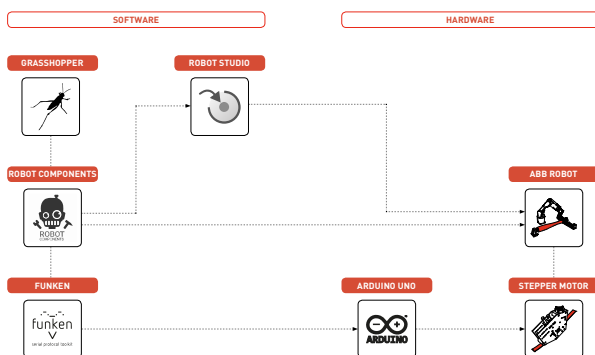 SOFTWARE
HARDWARE
GRASSHOPPER
ROBOT STUDIO
ROBOT COMPONENTS
ABB ROBOT
ROBOT
COMPONENTS
FUNKEN
ARDUINO UNO
STEPPER MOTOR
funken
serial protocol toolkit
ARDUINO